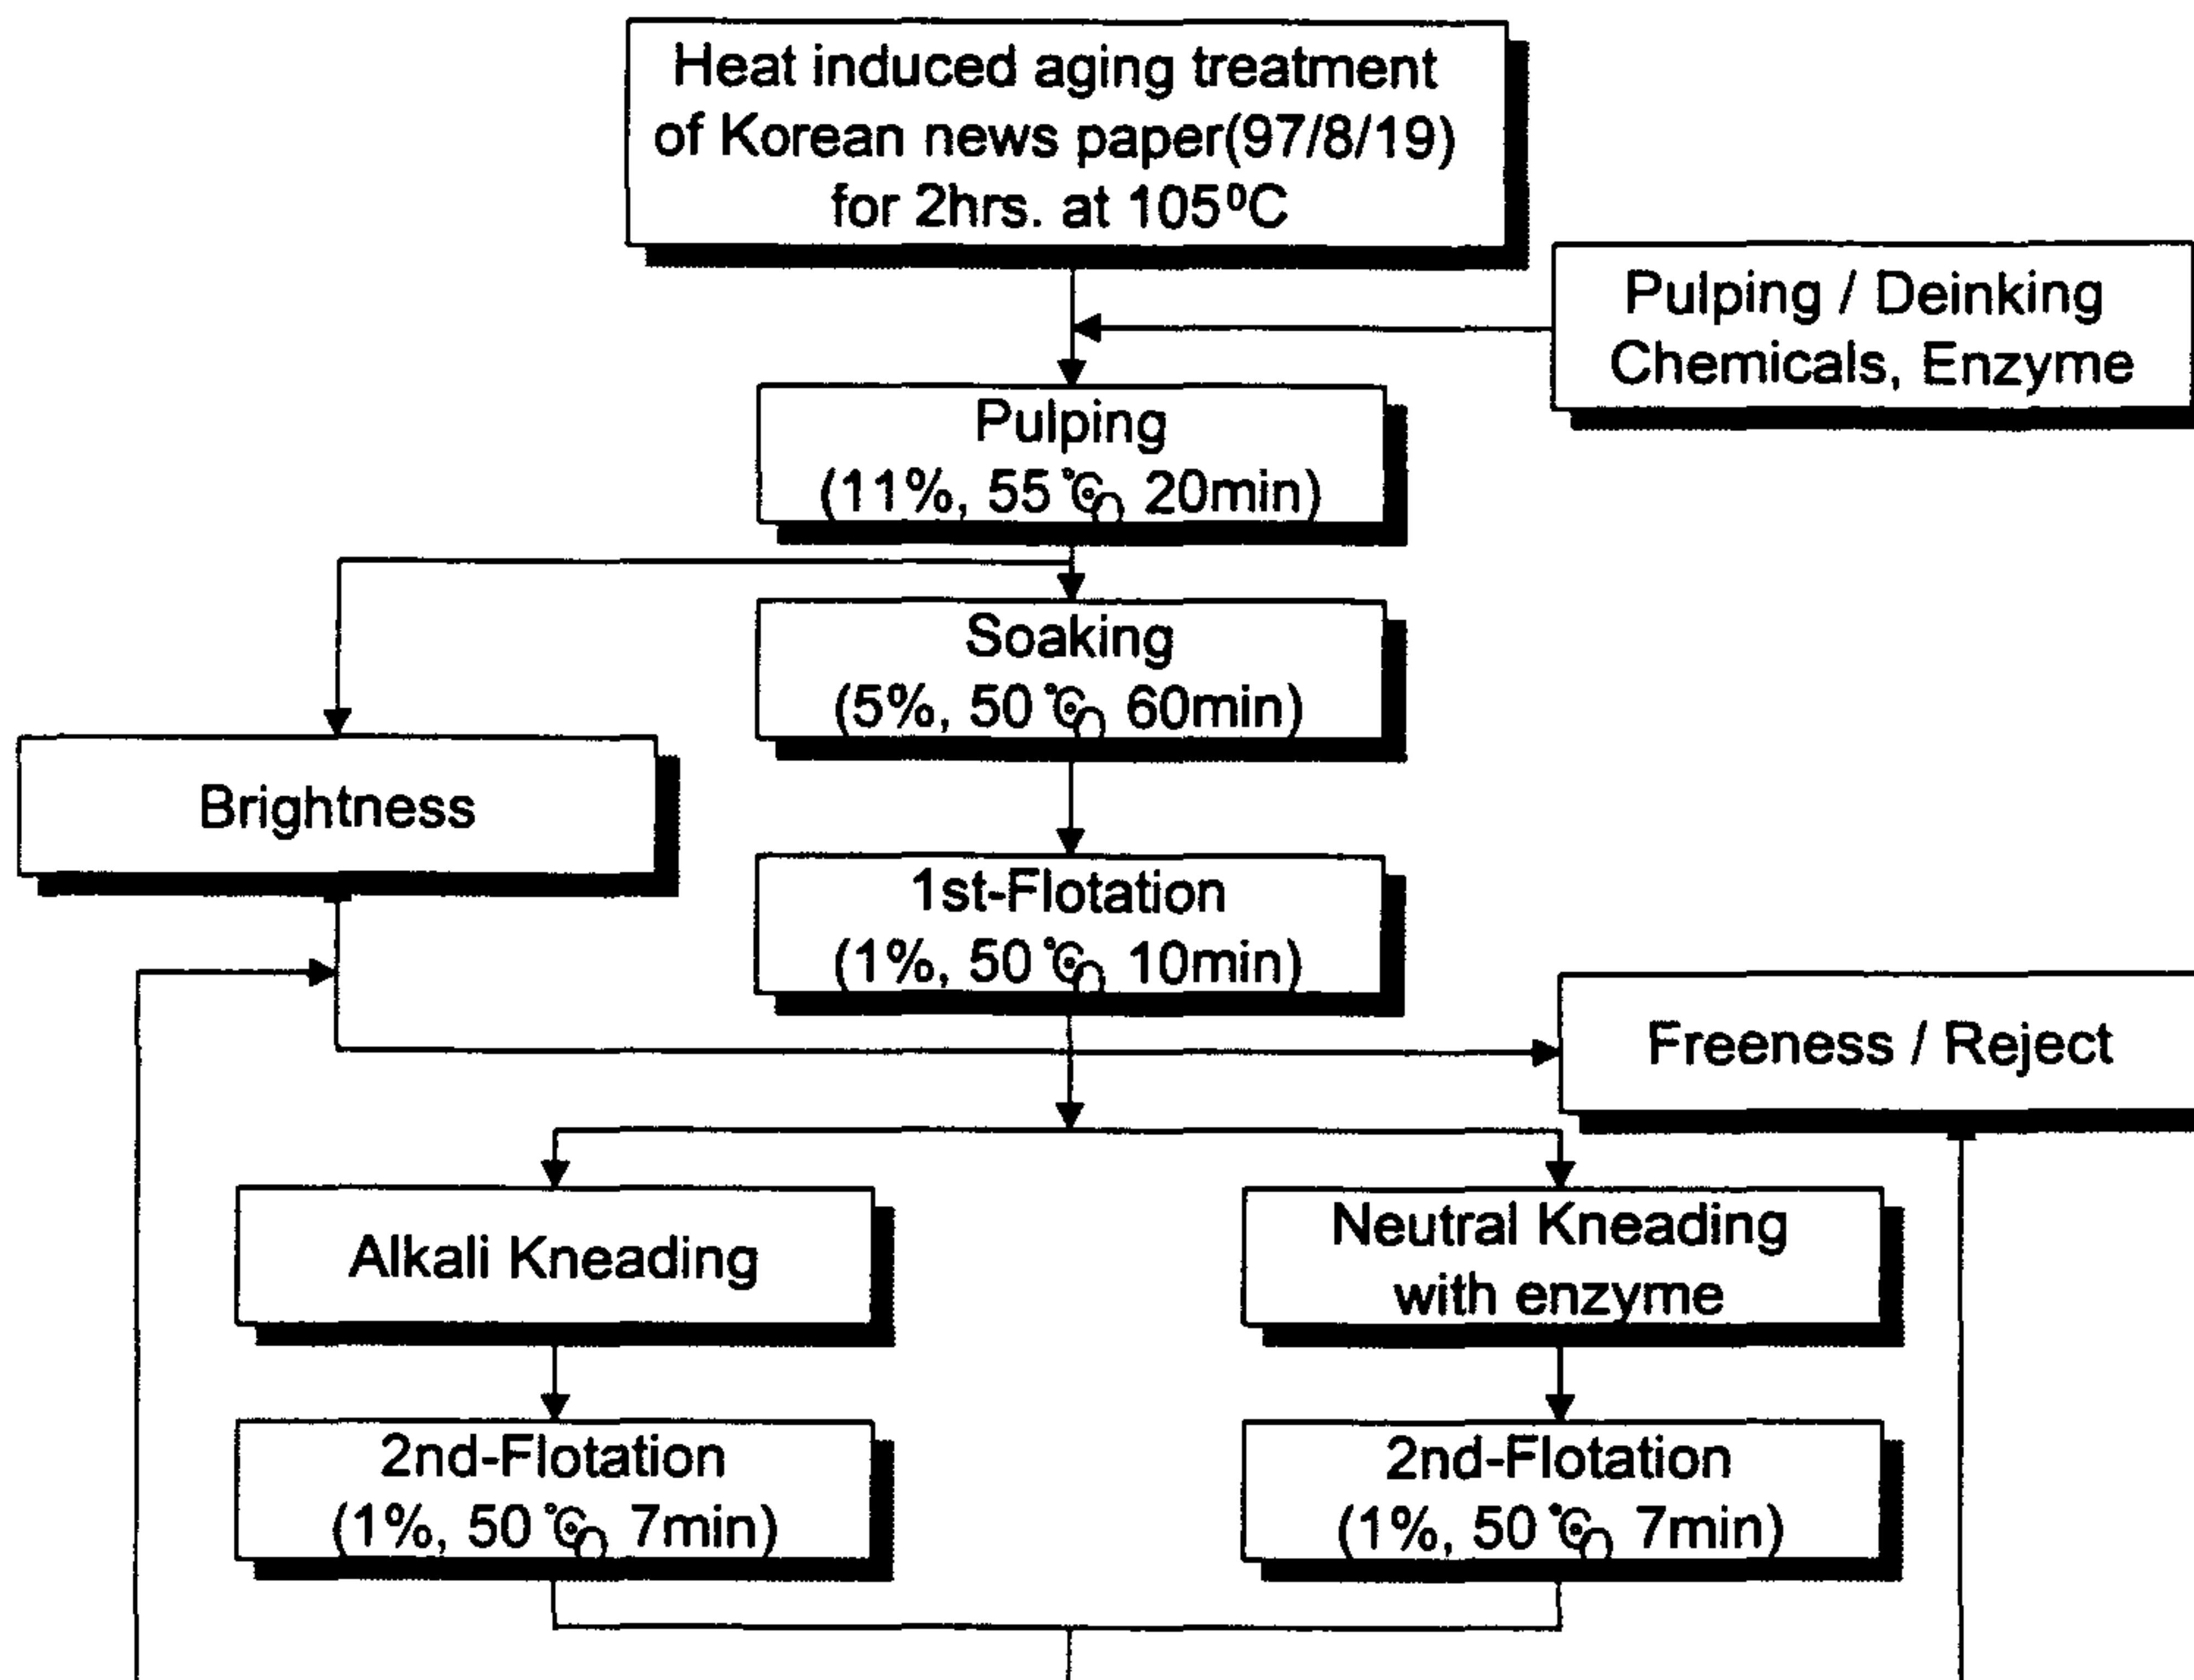 Heat induced aging treatment
of Korean news paper(97/8/19)
for 2hrs. at 105⁰C
Pulping / Deinking
Chemicals, Enzyme
Pulping
(11%, 55℃, 20min)
Soaking
(5%, 50℃, 60min)
Brightness
1st-Flotation
(1%, 50℃, 10min)
Freeness / Reject
Alkali Kneading
Neutral Kneading
with enzyme
2nd-Flotation
(1%, 50℃, 7min)
2nd-Flotation
(1%, 50℃, 7min)